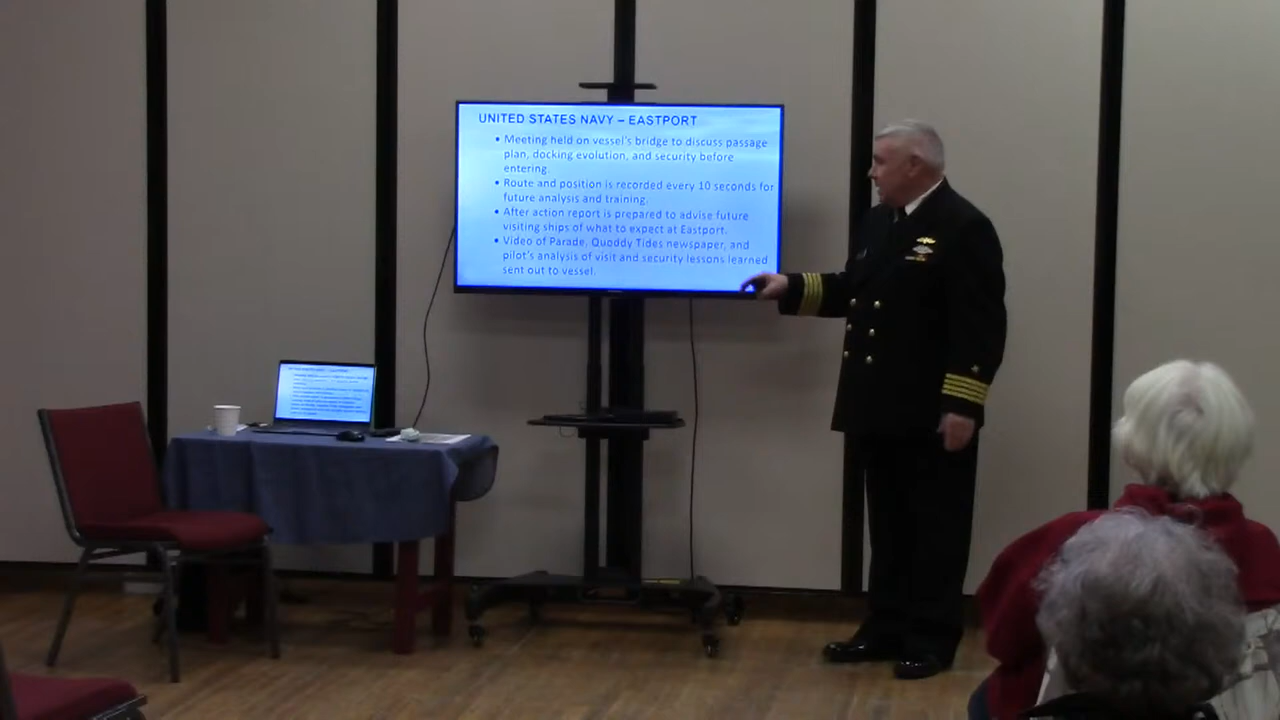 UNITED STATES NAVY – EASTPORT
• Meeting held on vessel's bridge to discuss passage
plan, docking evolution, and security before
entering.
• Route and position is recorded every 10 seconds for
future analysis and training.
• After action report is prepared to advise future
visiting ships of what to expect at Eastport.
• Video of Parade, Quoddy Tides newspaper, and
pilot's analysis of visit and security lessons learned
sent out to vessel.